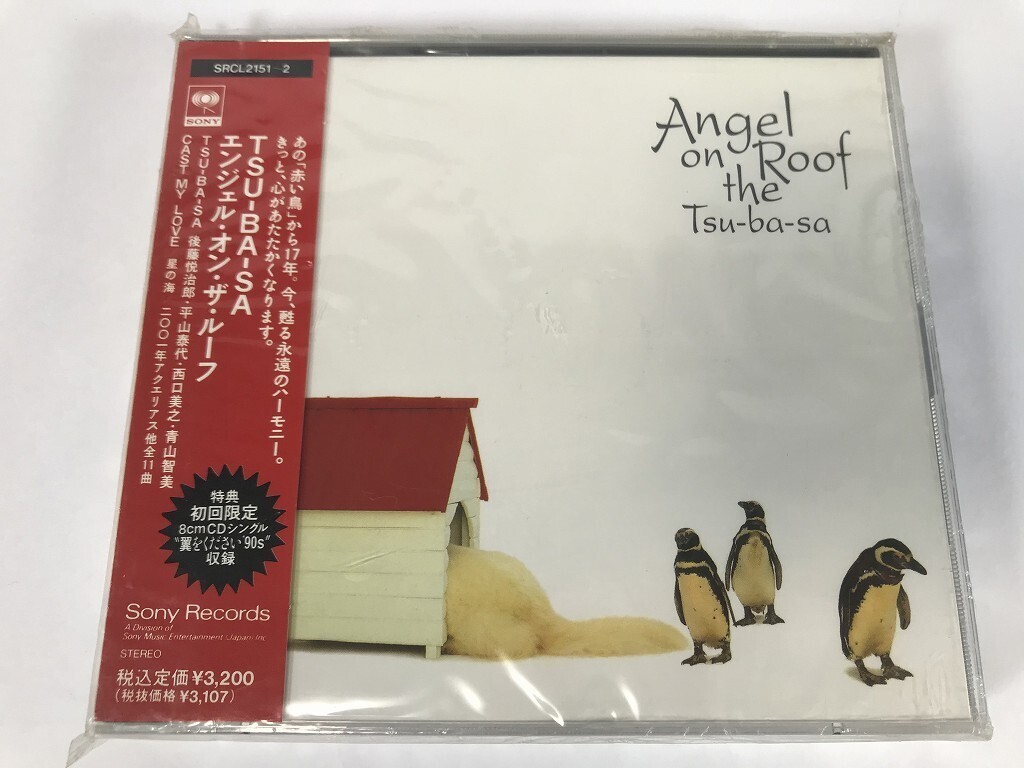 SRCL2151~2
SONY
あの「赤い鳥」から17年。今、甦る永遠のハーモニー。
きっと、心があたたかくなります。
TSU-BA-SA
エンジェル・オン・ザ・ルーフ
TSU-BA-SA 後藤悦治郎・平山泰代・西口美之・青山智美
CAST MY LOVE 星の海 二〇〇一年アクエリアス他全11曲
特典
初回限定
8cmCDシングル
"翼をください'90s"
収録
Sony Records
A Division of
Sony Music Entertainment (Japan) Inc.
STEREO
税込定価¥3,200
(税抜価格¥3,107)
Angel
on Roof
the
Tsu-ba-sa